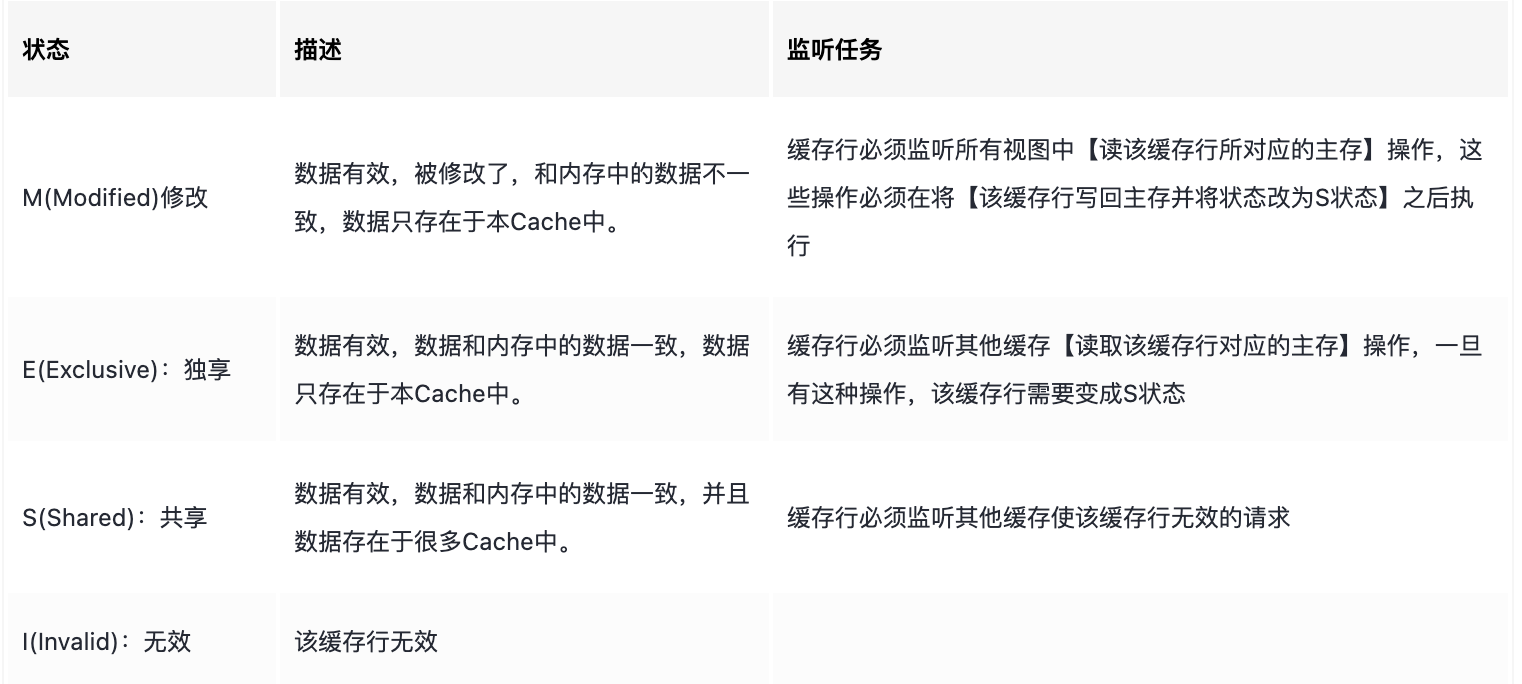 状态
描述
监听任务
M(Modified)修改
数据有效，被修改了，和内存中的数据不一
致，数据只存在于本Cache中。
缓存行必须监听所有视图中【读该缓存行所对应的主存】操作，这
些操作必须在将【该缓存行写回主存并将状态改为S状态】之后执
行
E(Exclusive)：独享
数据有效，数据和内存中的数据一致，数据
只存在于本Cache中。
缓存行必须监听其他缓存【读取该缓存行对应的主存】操作，一旦
有这种操作，该缓存行需要变成S状态
S(Shared)：共享
数据有效，数据和内存中的数据一致，并且
数据存在于很多Cache中。
缓存行必须监听其他缓存使该缓存行无效的请求
I(Invalid)：无效
该缓存行无效